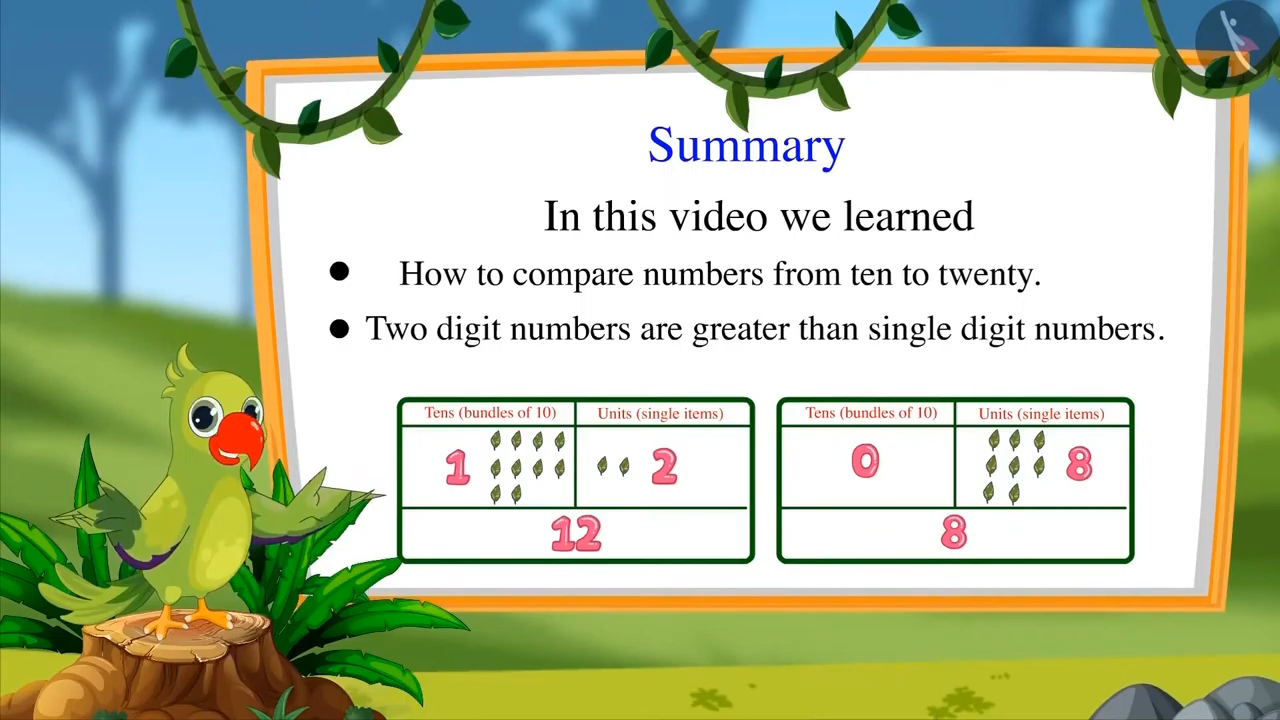 Summary
In this video we learned
● How to compare numbers from ten to twenty.
● Two digit numbers are greater than single digit numbers.
Tens (bundles of 10) Units (single items)
1 2
12
Tens (bundles of 10) Units (single items)
0 8
8